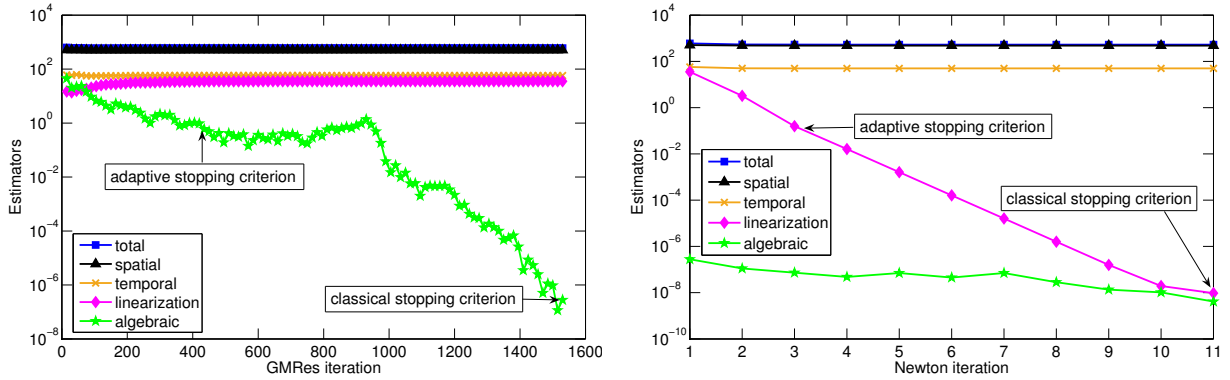 10^4
10^2
10^0
10^−2
10^−4
10^−6
10^−8
Estimators
adaptive stopping criterion
classical stopping criterion
total
spatial
temporal
linearization
algebraic
0 200 400 600 800 1000 1200 1400 1600
GMRes iteration
10^4
10^2
10^0
10^−2
10^−4
10^−6
10^−8
10^−10
Estimators
adaptive stopping criterion
classical stopping criterion
total
spatial
temporal
linearization
algebraic
1 2 3 4 5 6 7 8 9 10 11
Newton iteration